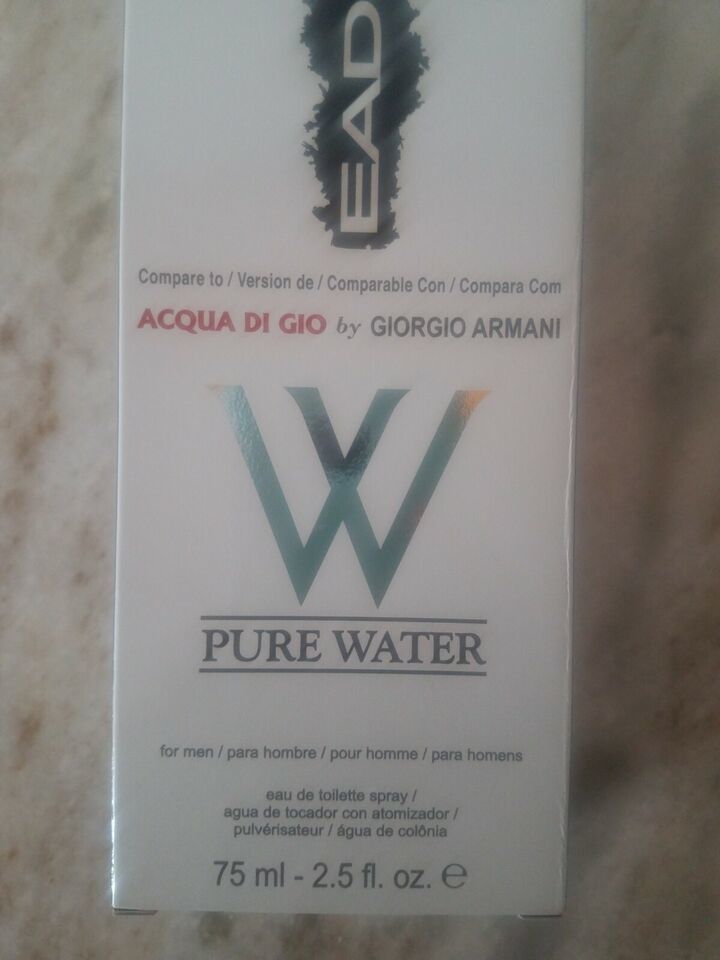 EAD
Compare to / Version de / Comparable Con / Compara Com
ACQUA DI GIO by GIORGIO ARMANI
W
PURE WATER
for men / para hombre / pour homme / para homens
eau de toilette spray /
agua de tocador con atomizador /
pulvérisateur / água de colônia
75 ml - 2.5 fl. oz. ℮